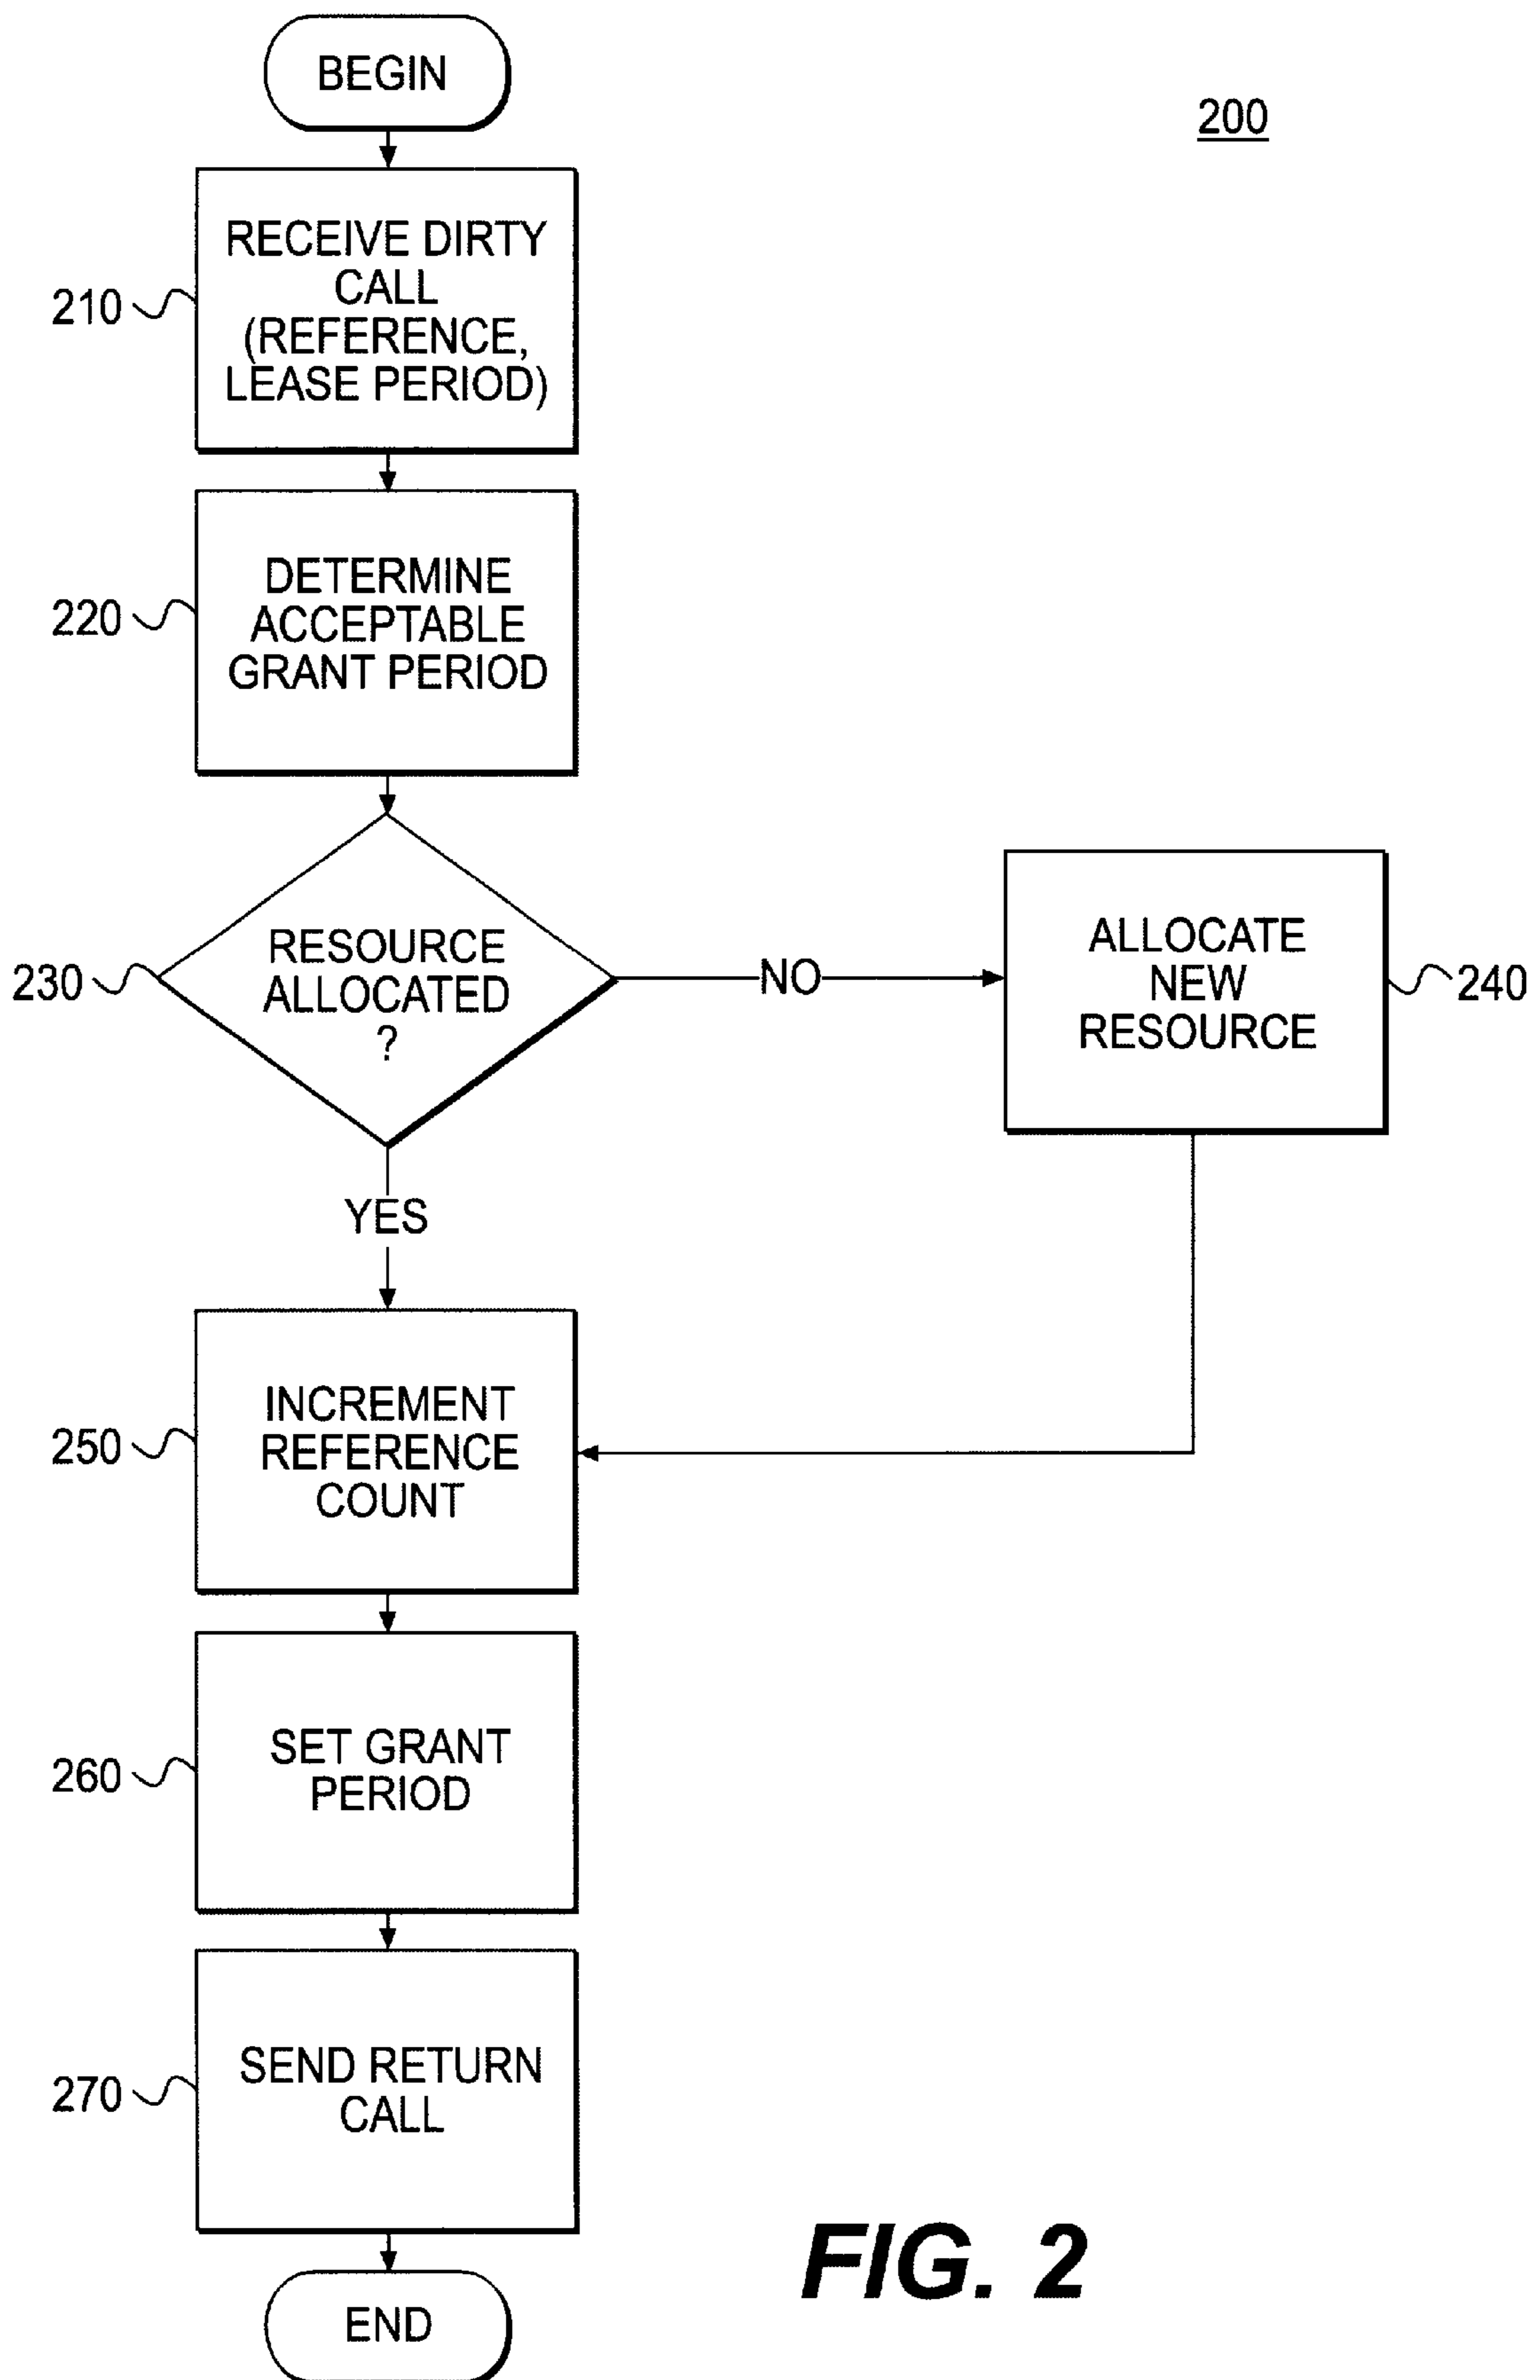 BEGIN
200
RECEIVE DIRTY
CALL
(REFERENCE,
LEASE PERIOD)
210
DETERMINE
ACCEPTABLE
GRANT PERIOD
220
RESOURCE
ALLOCATED
?
230
NO
ALLOCATE
NEW
RESOURCE
240
YES
INCREMENT
REFERENCE
COUNT
250
SET GRANT
PERIOD
260
SEND RETURN
CALL
270
END
FIG. 2